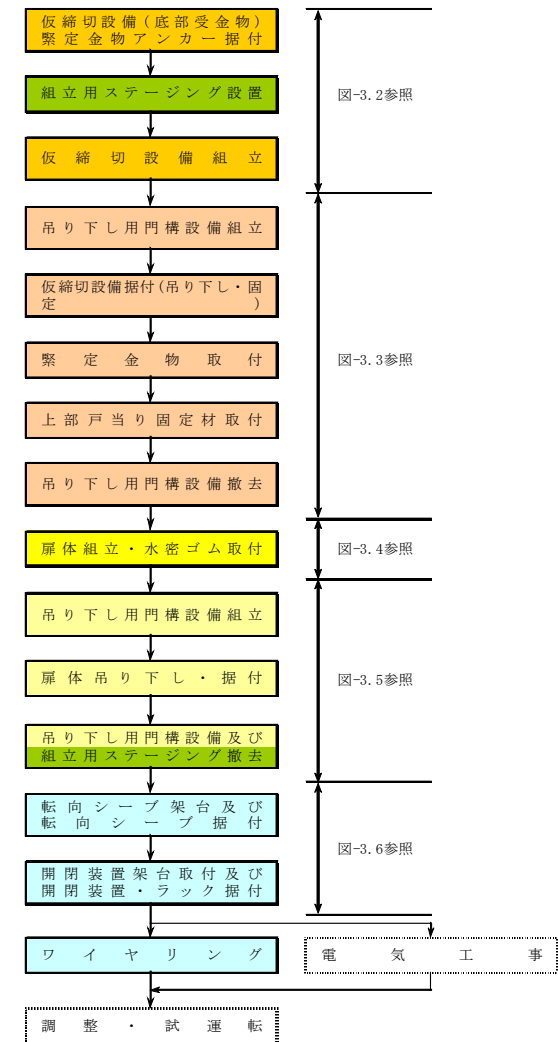 仮締切設備(底部受金物)
緊定金物アンカー据付
組立用ステージング設置
図-3.2参照
仮締切設備組立
吊り下し用門構設備組立
仮締切設備据付(吊り下し・固
定)
緊定金物取付
図-3.3参照
上部戸当り固定材取付
吊り下し用門構設備撤去
扉体組立・水密ゴム取付
図-3.4参照
吊り下し用門構設備組立
扉体吊り下し・据付
図-3.5参照
吊り下し用門構設備及び
組立用ステージング撤去
転向シーブ架台及び
転向シーブ据付
図-3.6参照
開閉装置架台取付及び
開閉装置・ラック据付
ワイヤリング
電気工事
調整・試運転